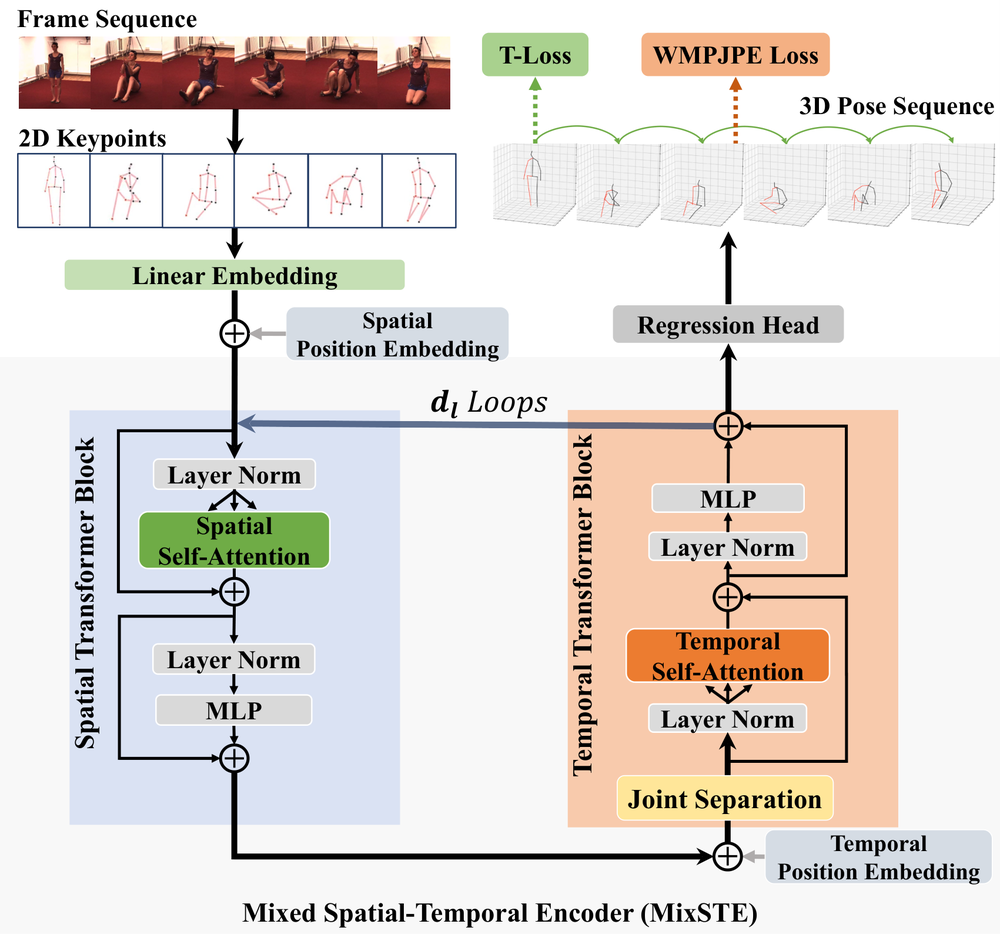 Frame Sequence
2D Keypoints
Linear Embedding
Spatial
Position Embedding
T-Loss
WMPJPE Loss
3D Pose Sequence
Regression Head
d_l Loops
Spatial Transformer Block
Layer Norm
Spatial
Self-Attention
Layer Norm
MLP
Temporal Transformer Block
MLP
Layer Norm
Temporal
Self-Attention
Layer Norm
Joint Separation
Temporal
Position Embedding
Mixed Spatial-Temporal Encoder (MixSTE)